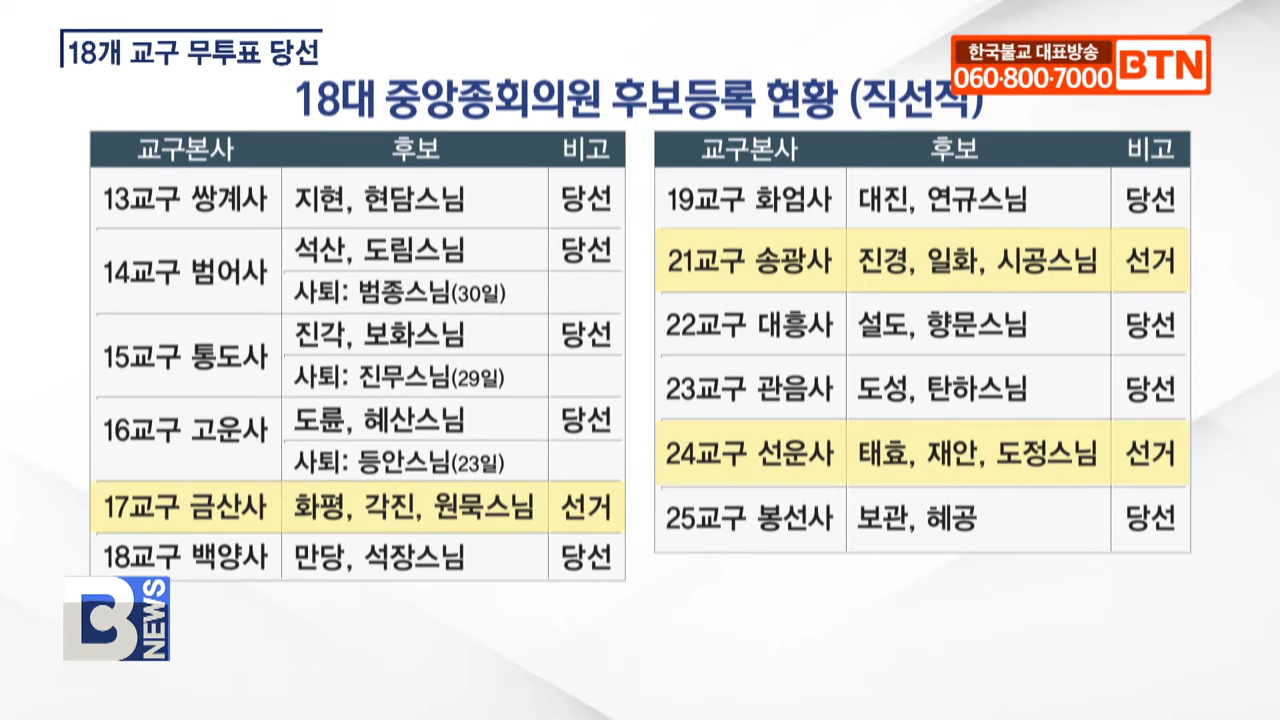 18개 교구 무투표 당선
한국불교 대표방송
060·800·7000
BTN
18대 중앙종회의원 후보등록 현황 (직선직)
교구본사 후보 비고
13교구 쌍계사 지현, 현담스님 당선
14교구 범어사 석산, 도림스님 당선
사퇴: 범종스님(30일)
15교구 통도사 진각, 보화스님 당선
사퇴: 진무스님(29일)
16교구 고운사 도륜, 혜산스님 당선
사퇴: 등안스님(23일)
17교구 금산사 화평, 각진, 원묵스님 선거
18교구 백양사 만당, 석장스님 당선
교구본사 후보 비고
19교구 화엄사 대진, 연규스님 당선
21교구 송광사 진경, 일화, 시공스님 선거
22교구 대흥사 설도, 향문스님 당선
23교구 관음사 도성, 탄하스님 당선
24교구 선운사 태효, 재안, 도정스님 선거
25교구 봉선사 보관, 혜공 당선
B NEWS